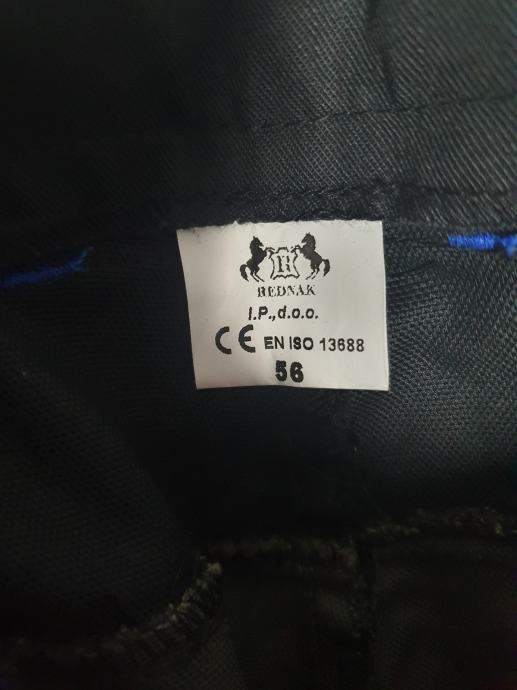 R
REDNAK
I.P.,d.o.o.
CE EN ISO 13688
56